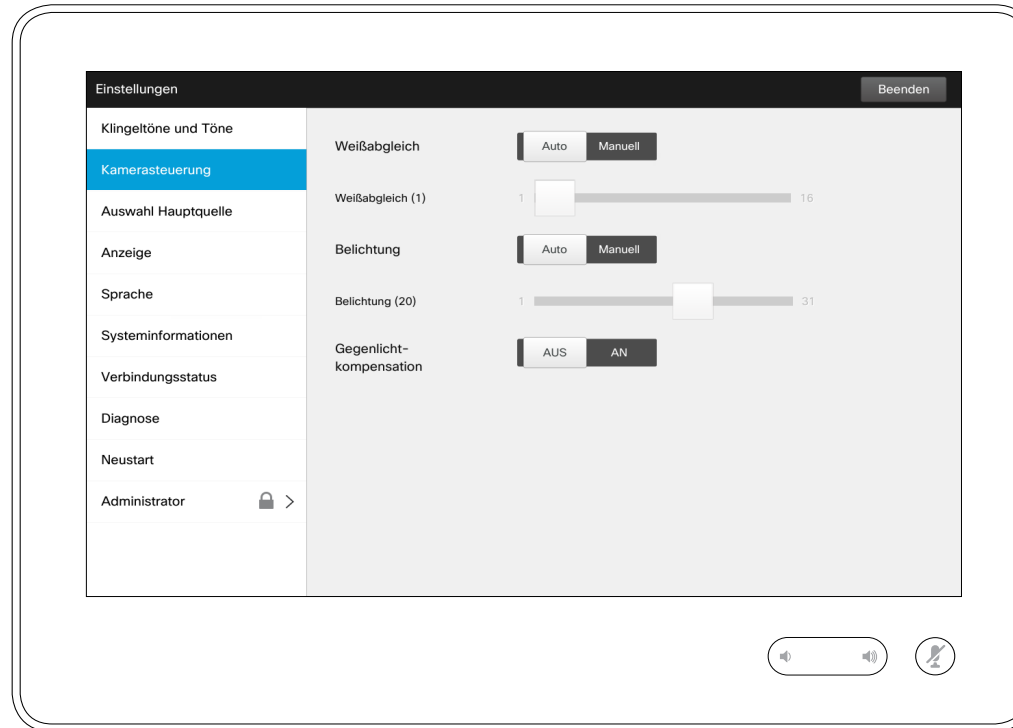 Einstellungen
Beenden
Klingeltöne und Töne
Kamerasteuerung
Auswahl Hauptquelle
Anzeige
Sprache
Systeminformationen
Verbindungsstatus
Diagnose
Neustart
Administrator
Weißabgleich
Auto
Manuell
Weißabgleich (1)
1
16
Belichtung
Auto
Manuell
Belichtung (20)
1
31
Gegenlicht-
kompensation
AUS
AN